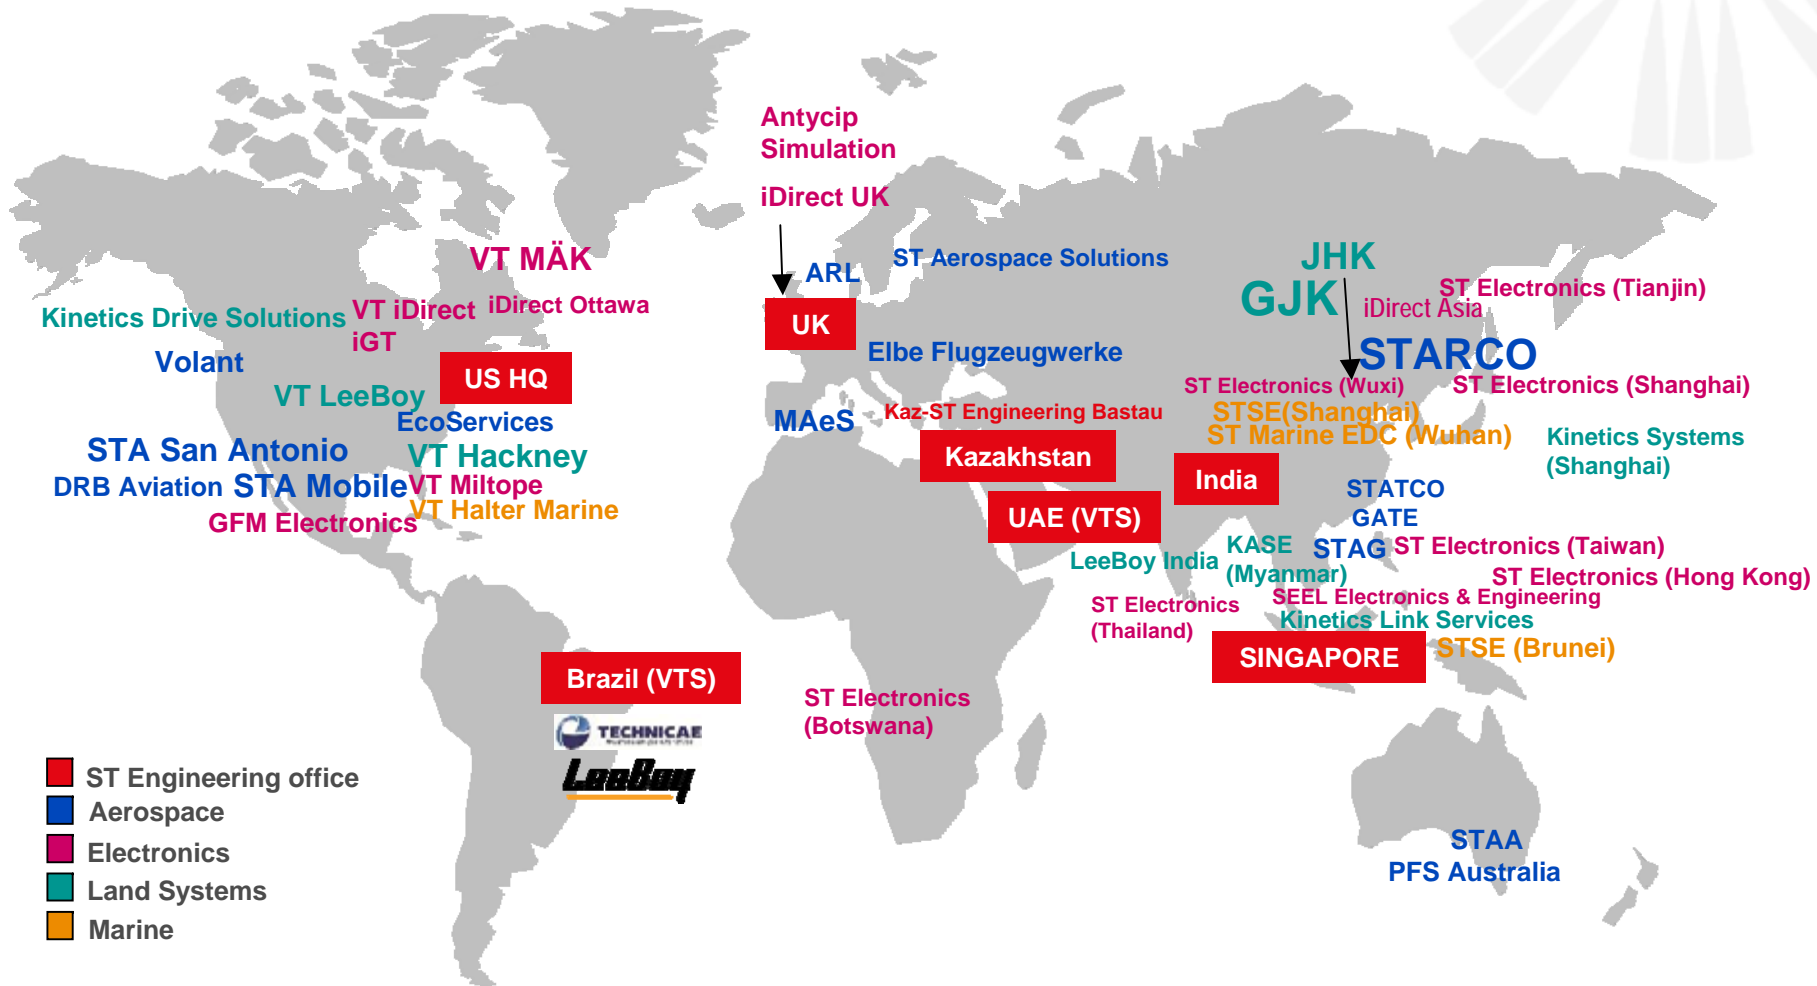 Antycip
Simulation
iDirect UK
VT MÄK
ARL
ST Aerospace Solutions
JHK
GJK
ST Electronics (Tianjin)
iDirect Asia
Kinetics Drive Solutions
VT iDirect
iGT
iDirect Ottawa
UK
Volant
US HQ
Elbe Flugzeugwerke
STARCO
VT LeeBoy
EcoServices
MAeS
Kaz-ST Engineering Bastau
ST Electronics (Wuxi)
ST Electronics (Shanghai)
STSE(Shanghai)
ST Marine EDC (Wuhan)
Kinetics Systems
(Shanghai)
STA San Antonio
VT Hackney
Kazakhstan
India
DRB Aviation
STA Mobile
VT Miltope
VT Halter Marine
GFM Electronics
UAE (VTS)
STATCO
GATE
STAG
ST Electronics (Taiwan)
LeeBoy India
KASE
(Myanmar)
ST Electronics (Hong Kong)
SEEL Electronics & Engineering
ST Electronics
(Thailand)
Kinetics Link Services
SINGAPORE
STSE (Brunei)
Brazil (VTS)
TECHNICAE
LeeBoy
ST Electronics
(Botswana)
STAA
PFS Australia
ST Engineering office
Aerospace
Electronics
Land Systems
Marine